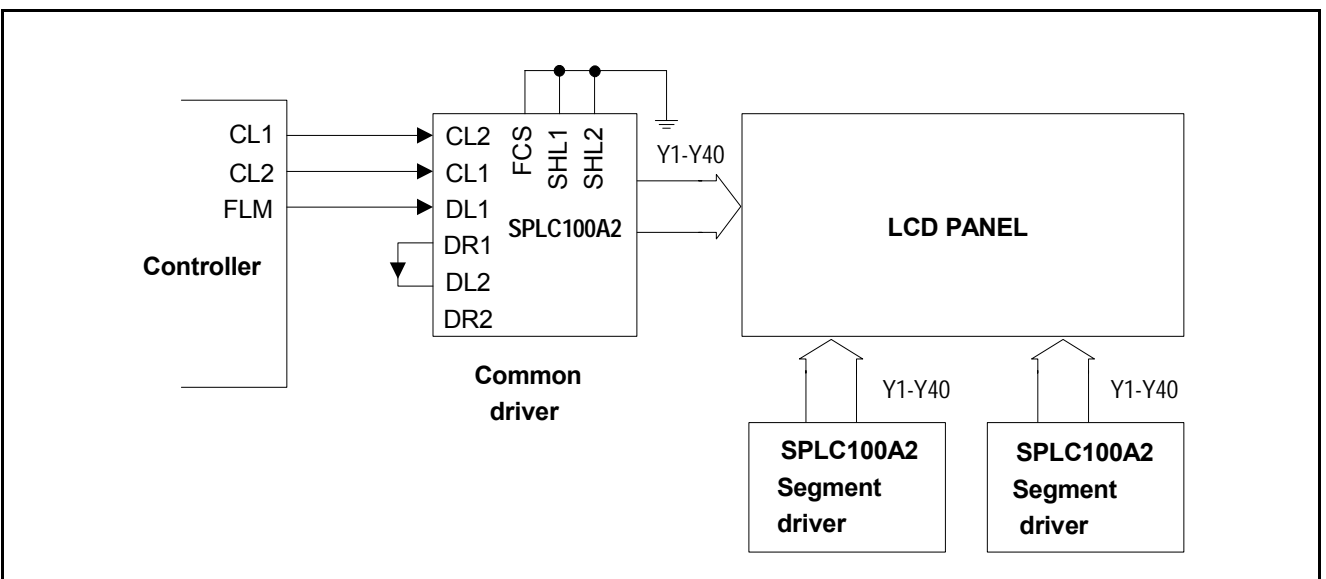 CL1
CL2
FLM
Controller
CL2
CL1
DL1
DR1
DL2
DR2
FCS
SHL1
SHL2
SPLC100A2
Common
driver
Y1-Y40
LCD PANEL
Y1-Y40
Y1-Y40
SPLC100A2
Segment
driver
SPLC100A2
Segment
driver